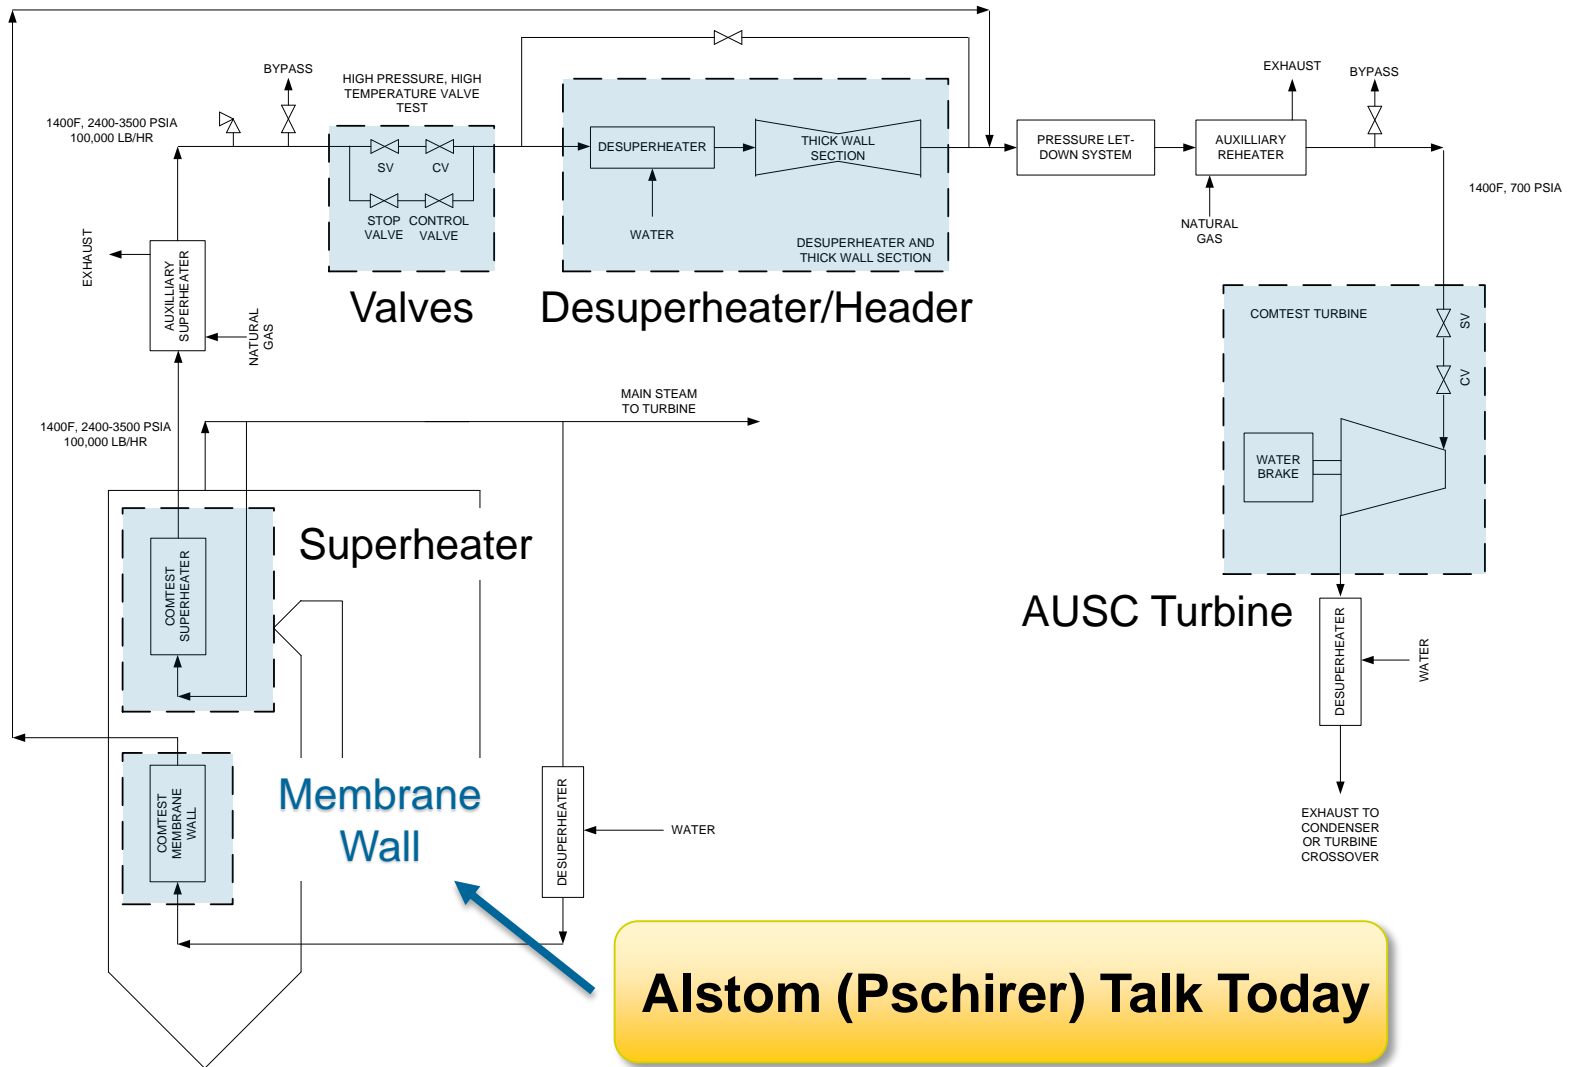 BYPASS
HIGH PRESSURE, HIGH
TEMPERATURE VALVE
TEST
1400F, 2400-3500 PSIA
100,000 LB/HR
SV
CV
STOP
VALVE
CONTROL
VALVE
Valves
DESUPERHEATER
THICK WALL
SECTION
WATER
DESUPERHEATER AND
THICK WALL SECTION
Desuperheater/Header
PRESSURE LET-
DOWN SYSTEM
EXHAUST
AUXILLIARY
REHEATER
NATURAL
GAS
BYPASS
1400F, 700 PSIA
EXHAUST
AUXILLIARY
SUPERHEATER
NATURAL
GAS
1400F, 2400-3500 PSIA
100,000 LB/HR
MAIN STEAM
TO TURBINE
COMTEST TURBINE
SV
CV
WATER
BRAKE
AUSC Turbine
DESUPERHEATER
WATER
EXHAUST TO
CONDENSER
OR TURBINE
CROSSOVER
Superheater
COMTEST
SUPERHEATER
Membrane
Wall
COMTEST
MEMBRANE
WALL
DESUPERHEATER
WATER
Alstom (Pschirer) Talk Today